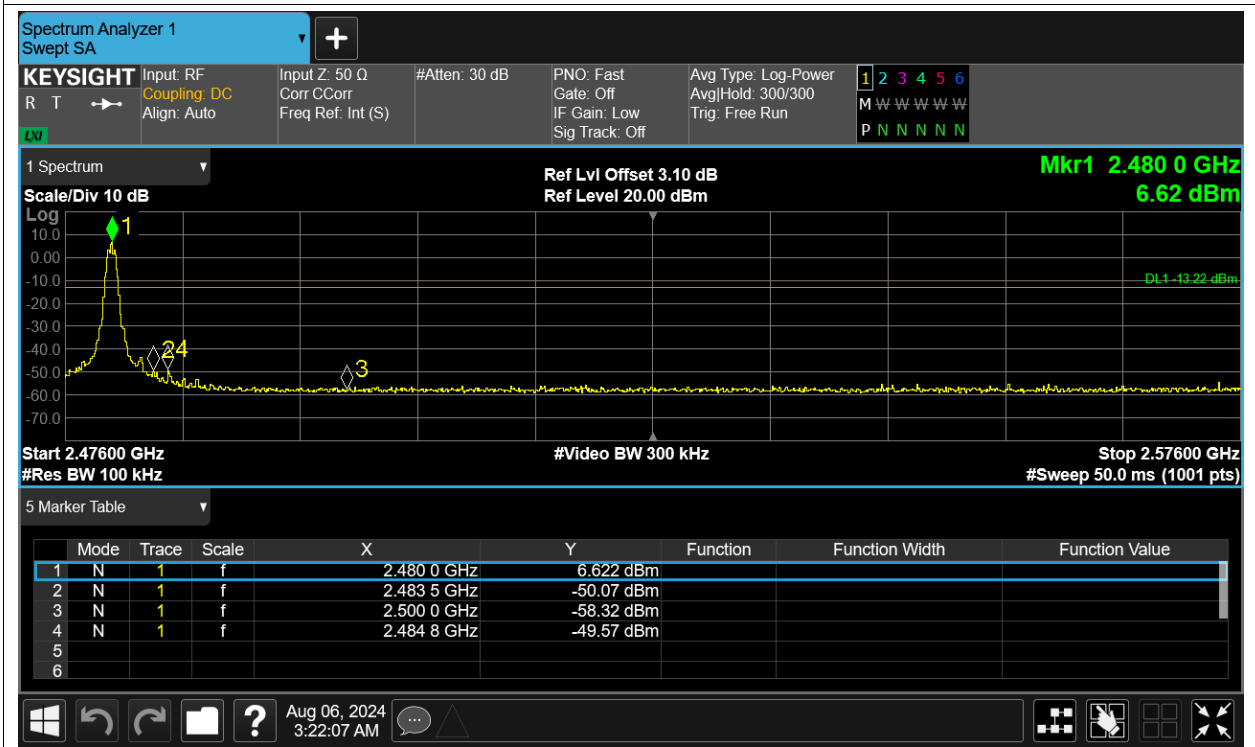 Spectrum Analyzer 1
Swept SA
+
KEYSIGHT
R T
LXI
Input: RF
Coupling: DC
Align: Auto
Input Z: 50 Ω
Corr CCorr
Freq Ref: Int (S)
#Atten: 30 dB
PNO: Fast
Gate: Off
IF Gain: Low
Sig Track: Off
Avg Type: Log-Power
Avg|Hold: 300/300
Trig: Free Run
1 2 3 4 5 6
M W W W W W
P N N N N N
1 Spectrum
Scale/Div 10 dB
Ref Lvl Offset 3.10 dB
Ref Level 20.00 dBm
Mkr1 2.480 0 GHz
6.62 dBm
Log
10.0
0.00
-10.0
-20.0
-30.0
-40.0
-50.0
-60.0
-70.0
1
2
4
3
DL1 -13.22 dBm
Start 2.47600 GHz
#Video BW 300 kHz
Stop 2.57600 GHz
#Res BW 100 kHz
#Sweep 50.0 ms (1001 pts)
5 Marker Table
Mode Trace Scale X Y Function Function Width Function Value
1 N 1 f 2.480 0 GHz 6.622 dBm
2 N 1 f 2.483 5 GHz -50.07 dBm
3 N 1 f 2.500 0 GHz -58.32 dBm
4 N 1 f 2.484 8 GHz -49.57 dBm
5
6
?
Aug 06, 2024
3:22:07 AM